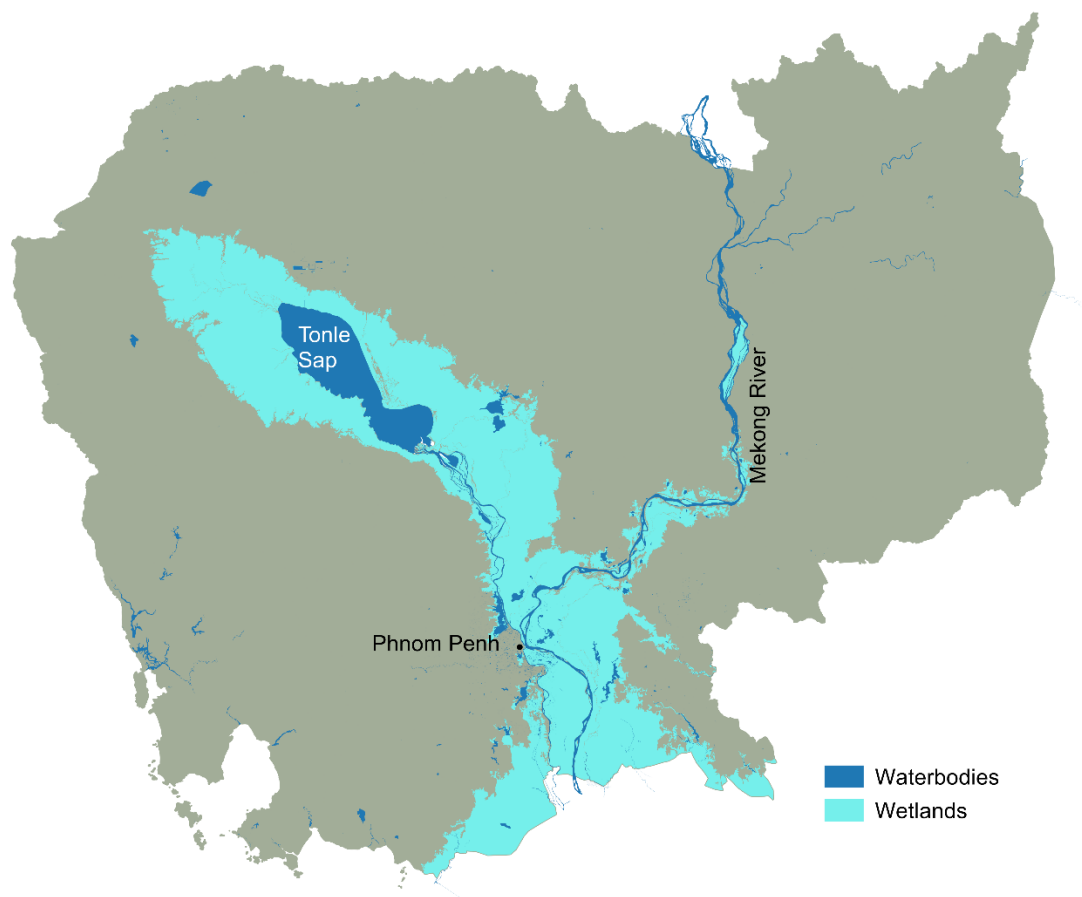 Tonle
Sap
Mekong River
Phnom Penh
Waterbodies
Wetlands